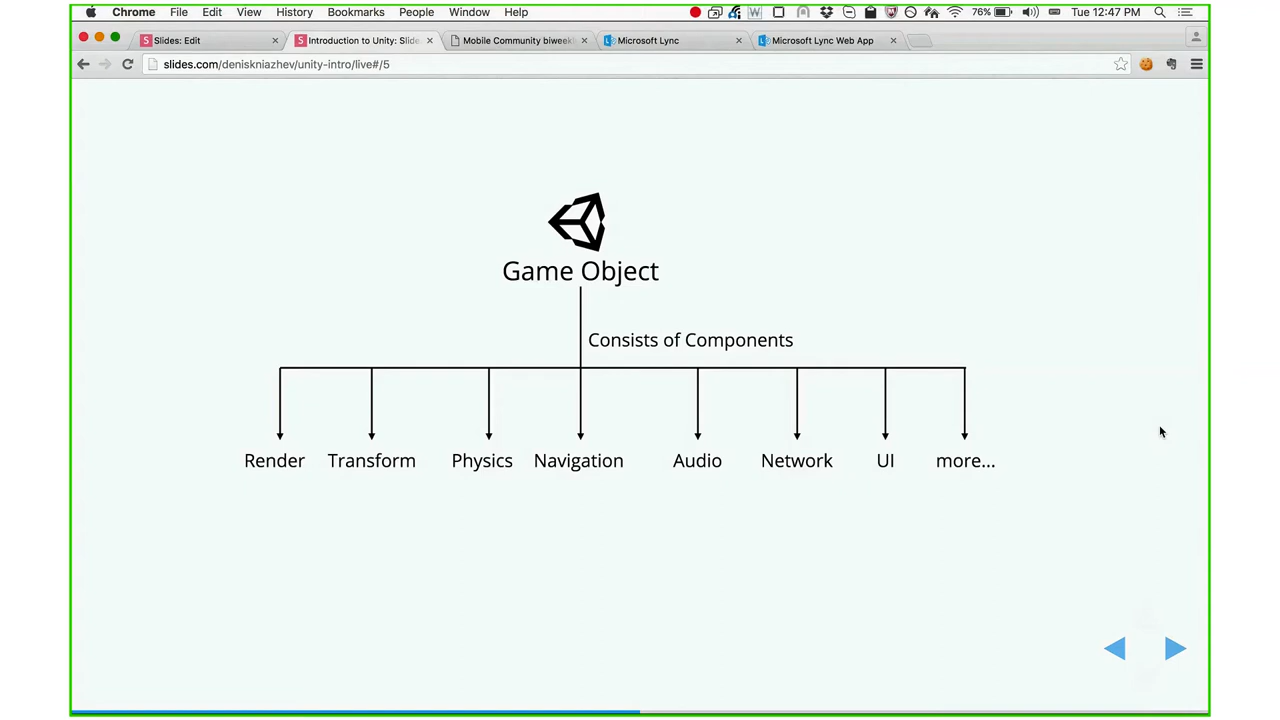 Chrome File Edit View History Bookmarks People Window Help 76% Tue 12:47 PM
Slides: Edit Introduction to Unity: Slide Mobile Community biweekl Microsoft Lync Microsoft Lync Web App
slides.com/deniskniazhev/unity-intro/live#/5
Game Object
Consists of Components
Render Transform Physics Navigation Audio Network UI more...